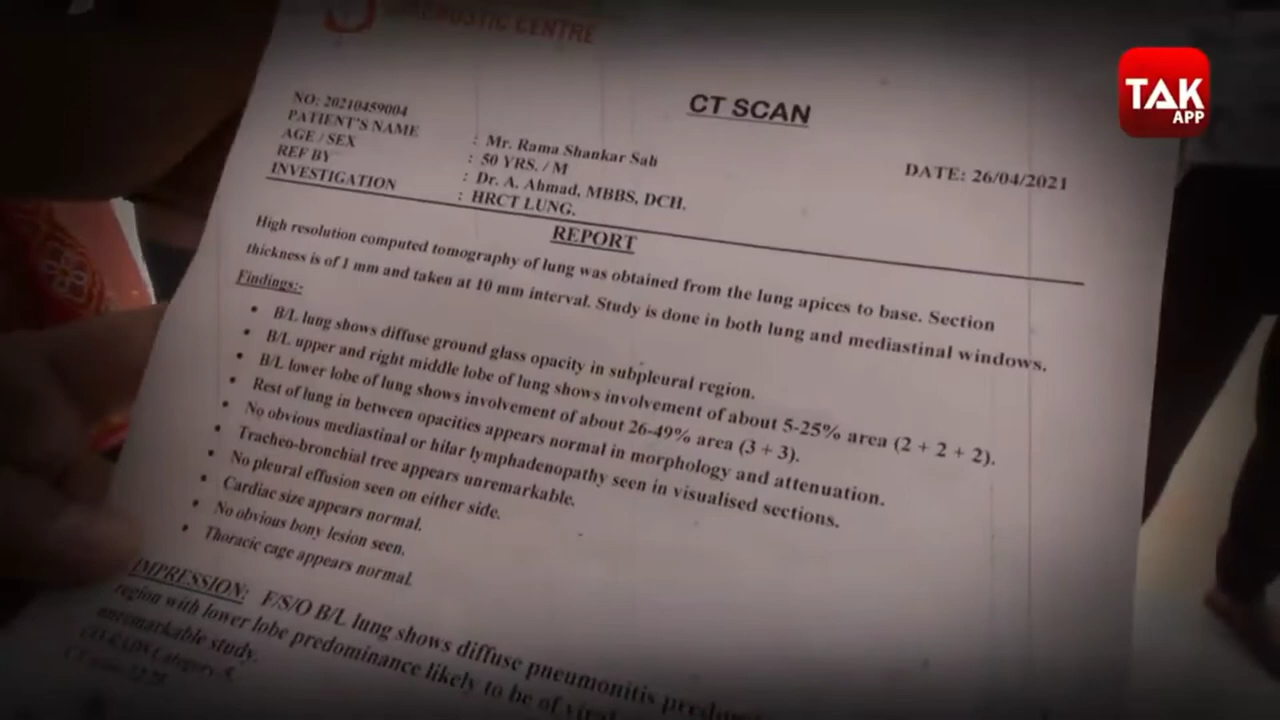 TAK
APP
CENTRE
CT SCAN
NO: 20210459004
PATIENT'S NAME : Mr. Rama Shankar Sah
AGE / SEX : 50 YRS. / M
REF BY : Dr. A. Ahmad, MBBS, DCH.
INVESTIGATION : HRCT LUNG.
DATE: 26/04/2021
REPORT
High resolution computed tomography of lung was obtained from the lung apices to base. Section
thickness is of 1 mm and taken at 10 mm interval. Study is done in both lung and mediastinal windows.
Findings:-
• B/L lung shows diffuse ground glass opacity in subpleural region.
• B/L upper and right middle lobe of lung shows involvement of about 5-25% area (2 + 2 + 2).
• B/L lower lobe of lung shows involvement of about 26-49% area (3 + 3).
• Rest of lung in between opacities appears normal in morphology and attenuation.
• No obvious mediastinal or hilar lymphadenopathy seen in visualised sections.
• Tracheo-bronchial tree appears unremarkable.
• No pleural effusion seen on either side.
• Cardiac size appears normal.
• No obvious bony lesion seen.
• Thoracic cage appears normal.
IMPRESSION: F/S/O B/L lung shows diffuse pneumonitis
region with lower lobe predominance likely to be of
unremarkable study.